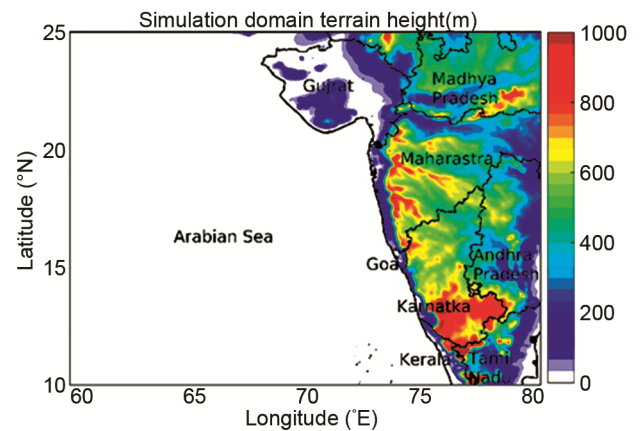 Simulation domain terrain height(m)
25
20
15
10
Latitude (°N)
60
65
70
75
80
Longitude (°E)
Gujrat
Madhya
Pradesh
Maharastra
Arabian Sea
Goa
Andhra
Pradesh
Karnatka
Kerala
Tami
Nadu
1000
800
600
400
200
0